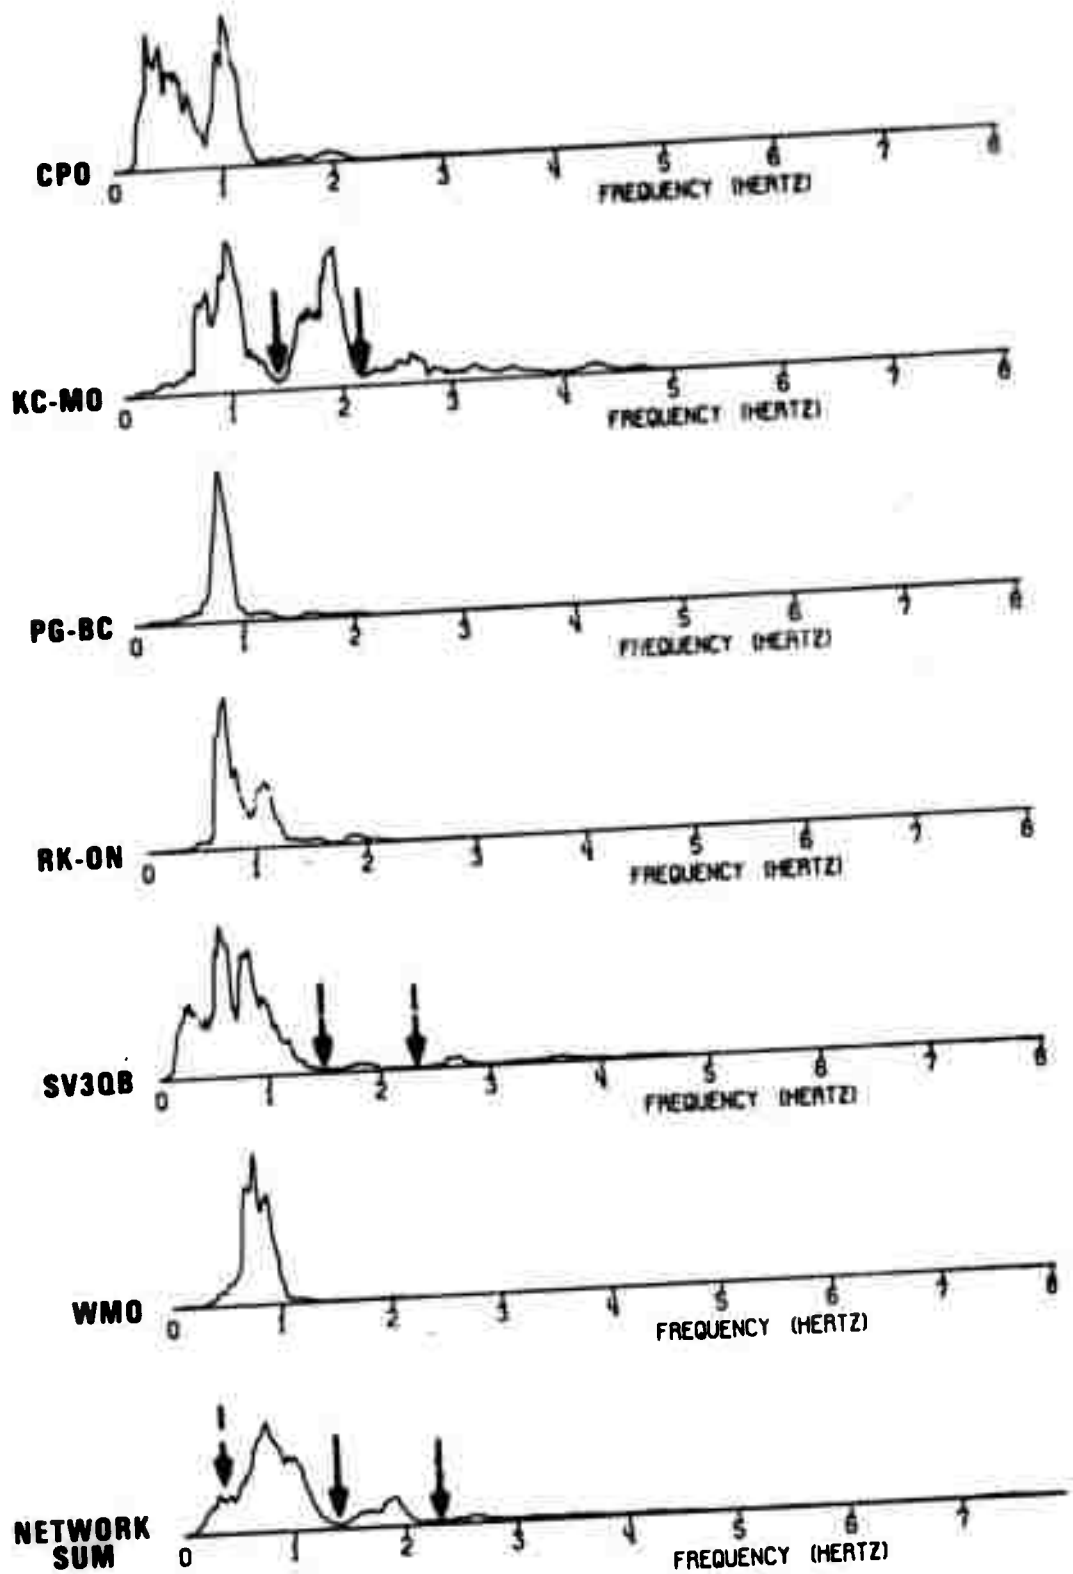 CPO
0 1 2 3 4 5 6 7 8
FREQUENCY (HERTZ)
KC-MO
0 1 2 3 4 5 6 7 8
FREQUENCY (HERTZ)
PG-BC
0 1 2 3 4 5 6 7 8
FREQUENCY (HERTZ)
RK-ON
0 1 2 3 4 5 6 7 8
FREQUENCY (HERTZ)
SV3QB
0 1 2 3 4 5 6 7 8
FREQUENCY (HERTZ)
WMO
0 1 2 3 4 5 6 7 8
FREQUENCY (HERTZ)
NETWORK
SUM
0 1 2 3 4 5 6 7
FREQUENCY (HERTZ)